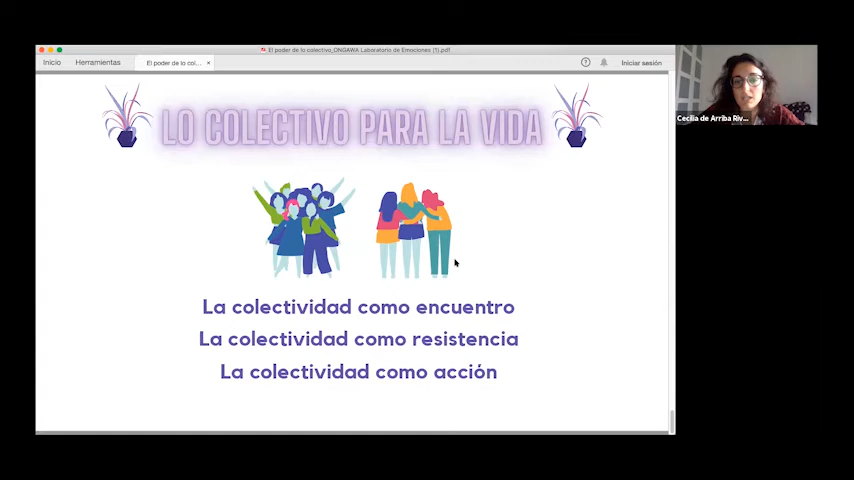 El poder de lo colectivo_ONGAWA Laboratorio de Emociones (1).pdf
Inicio
Herramientas
El poder de lo col...
×
?
Iniciar sesión
LO COLECTIVO PARA LA VIDA
Cecilia de Arriba Riv...
La colectividad como encuentro
La colectividad como resistencia
La colectividad como acción